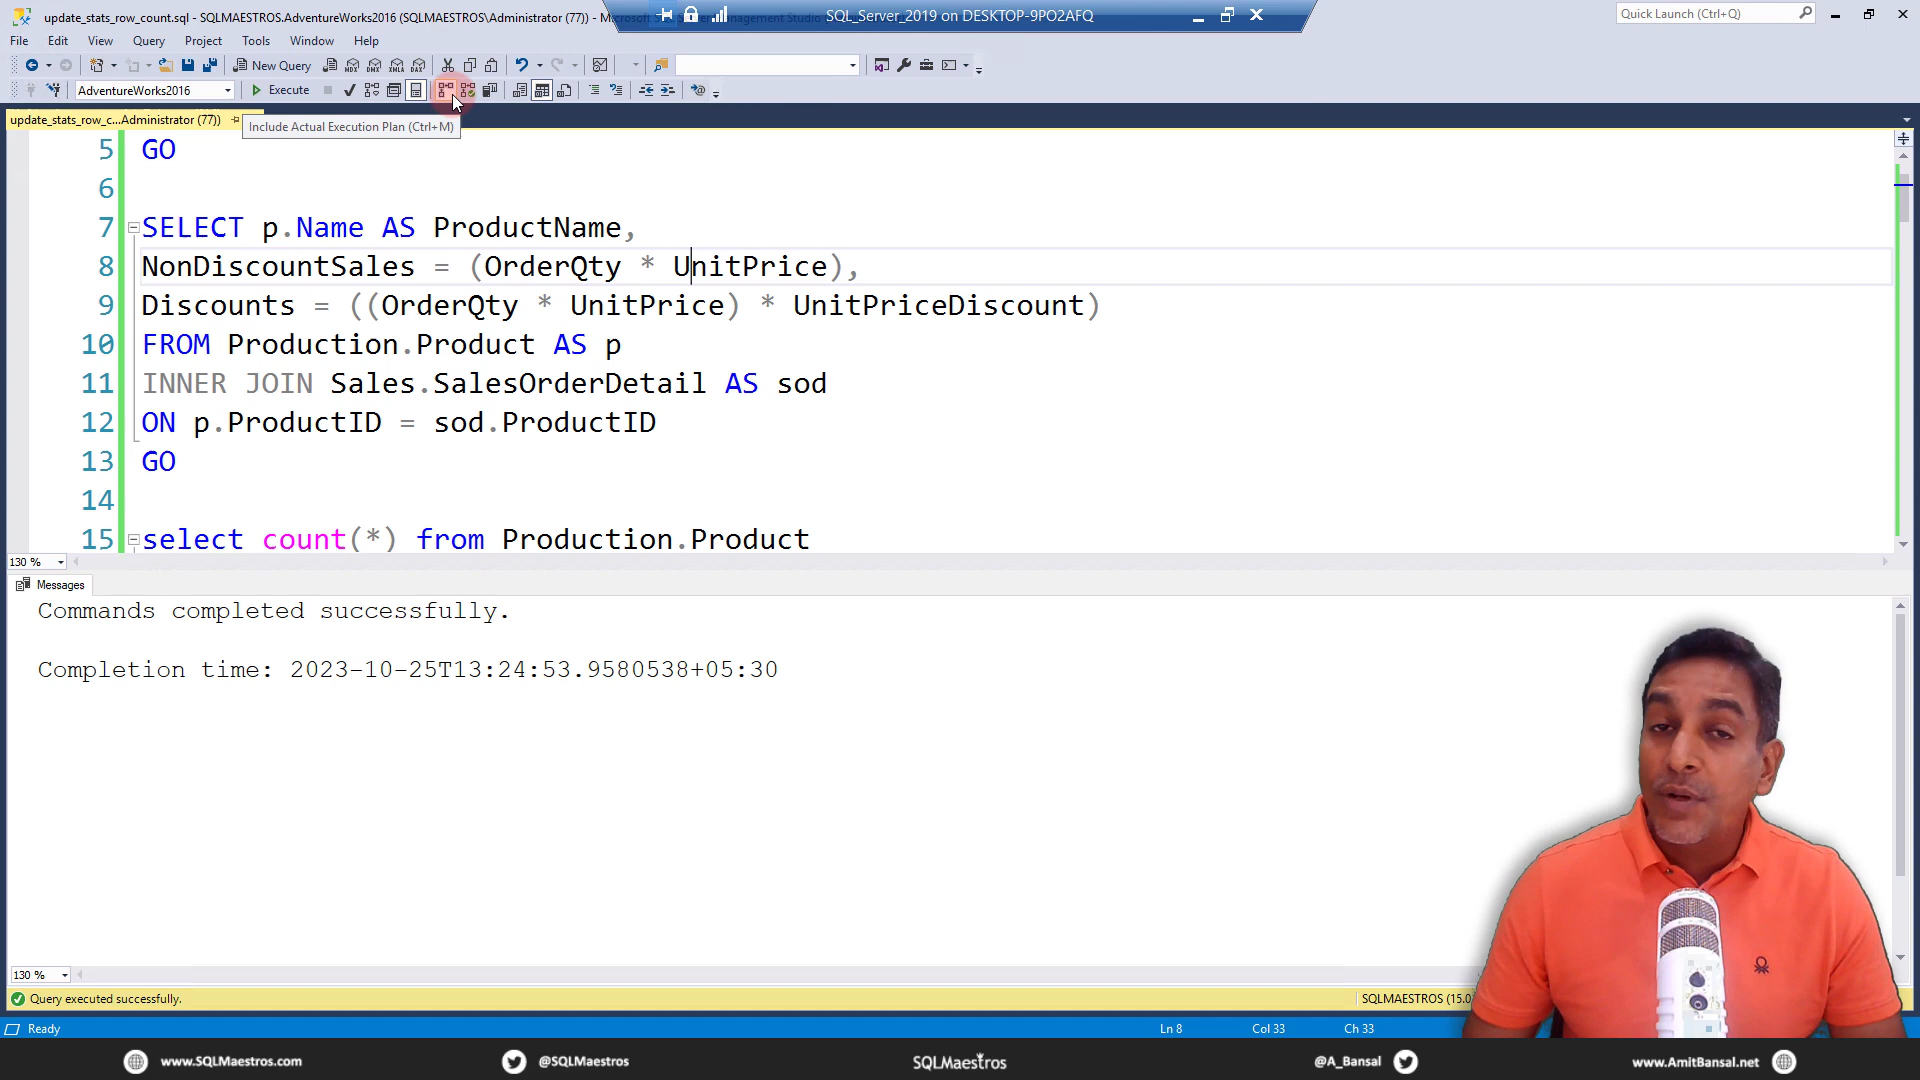 update_stats_row_count.sql - SQLMAESTROS.AdventureWorks2016 (SQLMAESTROS\Administrator (77)) -
SQL_Server_2019 on DESKTOP-9PO2AFQ
Quick Launch (Ctrl+Q)
File Edit View Query Project Tools Window Help
New Query
MDX DMX XMLA DAX
AdventureWorks2016
Execute
update_stats_row_c...Administrator (77))
Include Actual Execution Plan (Ctrl+M)
5 GO
6
7 SELECT p.Name AS ProductName,
8 NonDiscountSales = (OrderQty * UnitPrice),
9 Discounts = ((OrderQty * UnitPrice) * UnitPriceDiscount)
10 FROM Production.Product AS p
11 INNER JOIN Sales.SalesOrderDetail AS sod
12 ON p.ProductID = sod.ProductID
13 GO
14
15 select count(*) from Production.Product
130 %
Messages
Commands completed successfully.
Completion time: 2023-10-25T13:24:53.9580538+05:30
130 %
Query executed successfully.
SQLMAESTROS (15.0
Ready
Ln 8
Col 33
Ch 33
www.SQLMaestros.com
@SQLMaestros
SQLMaestros
@A_Bansal
www.AmitBansal.net